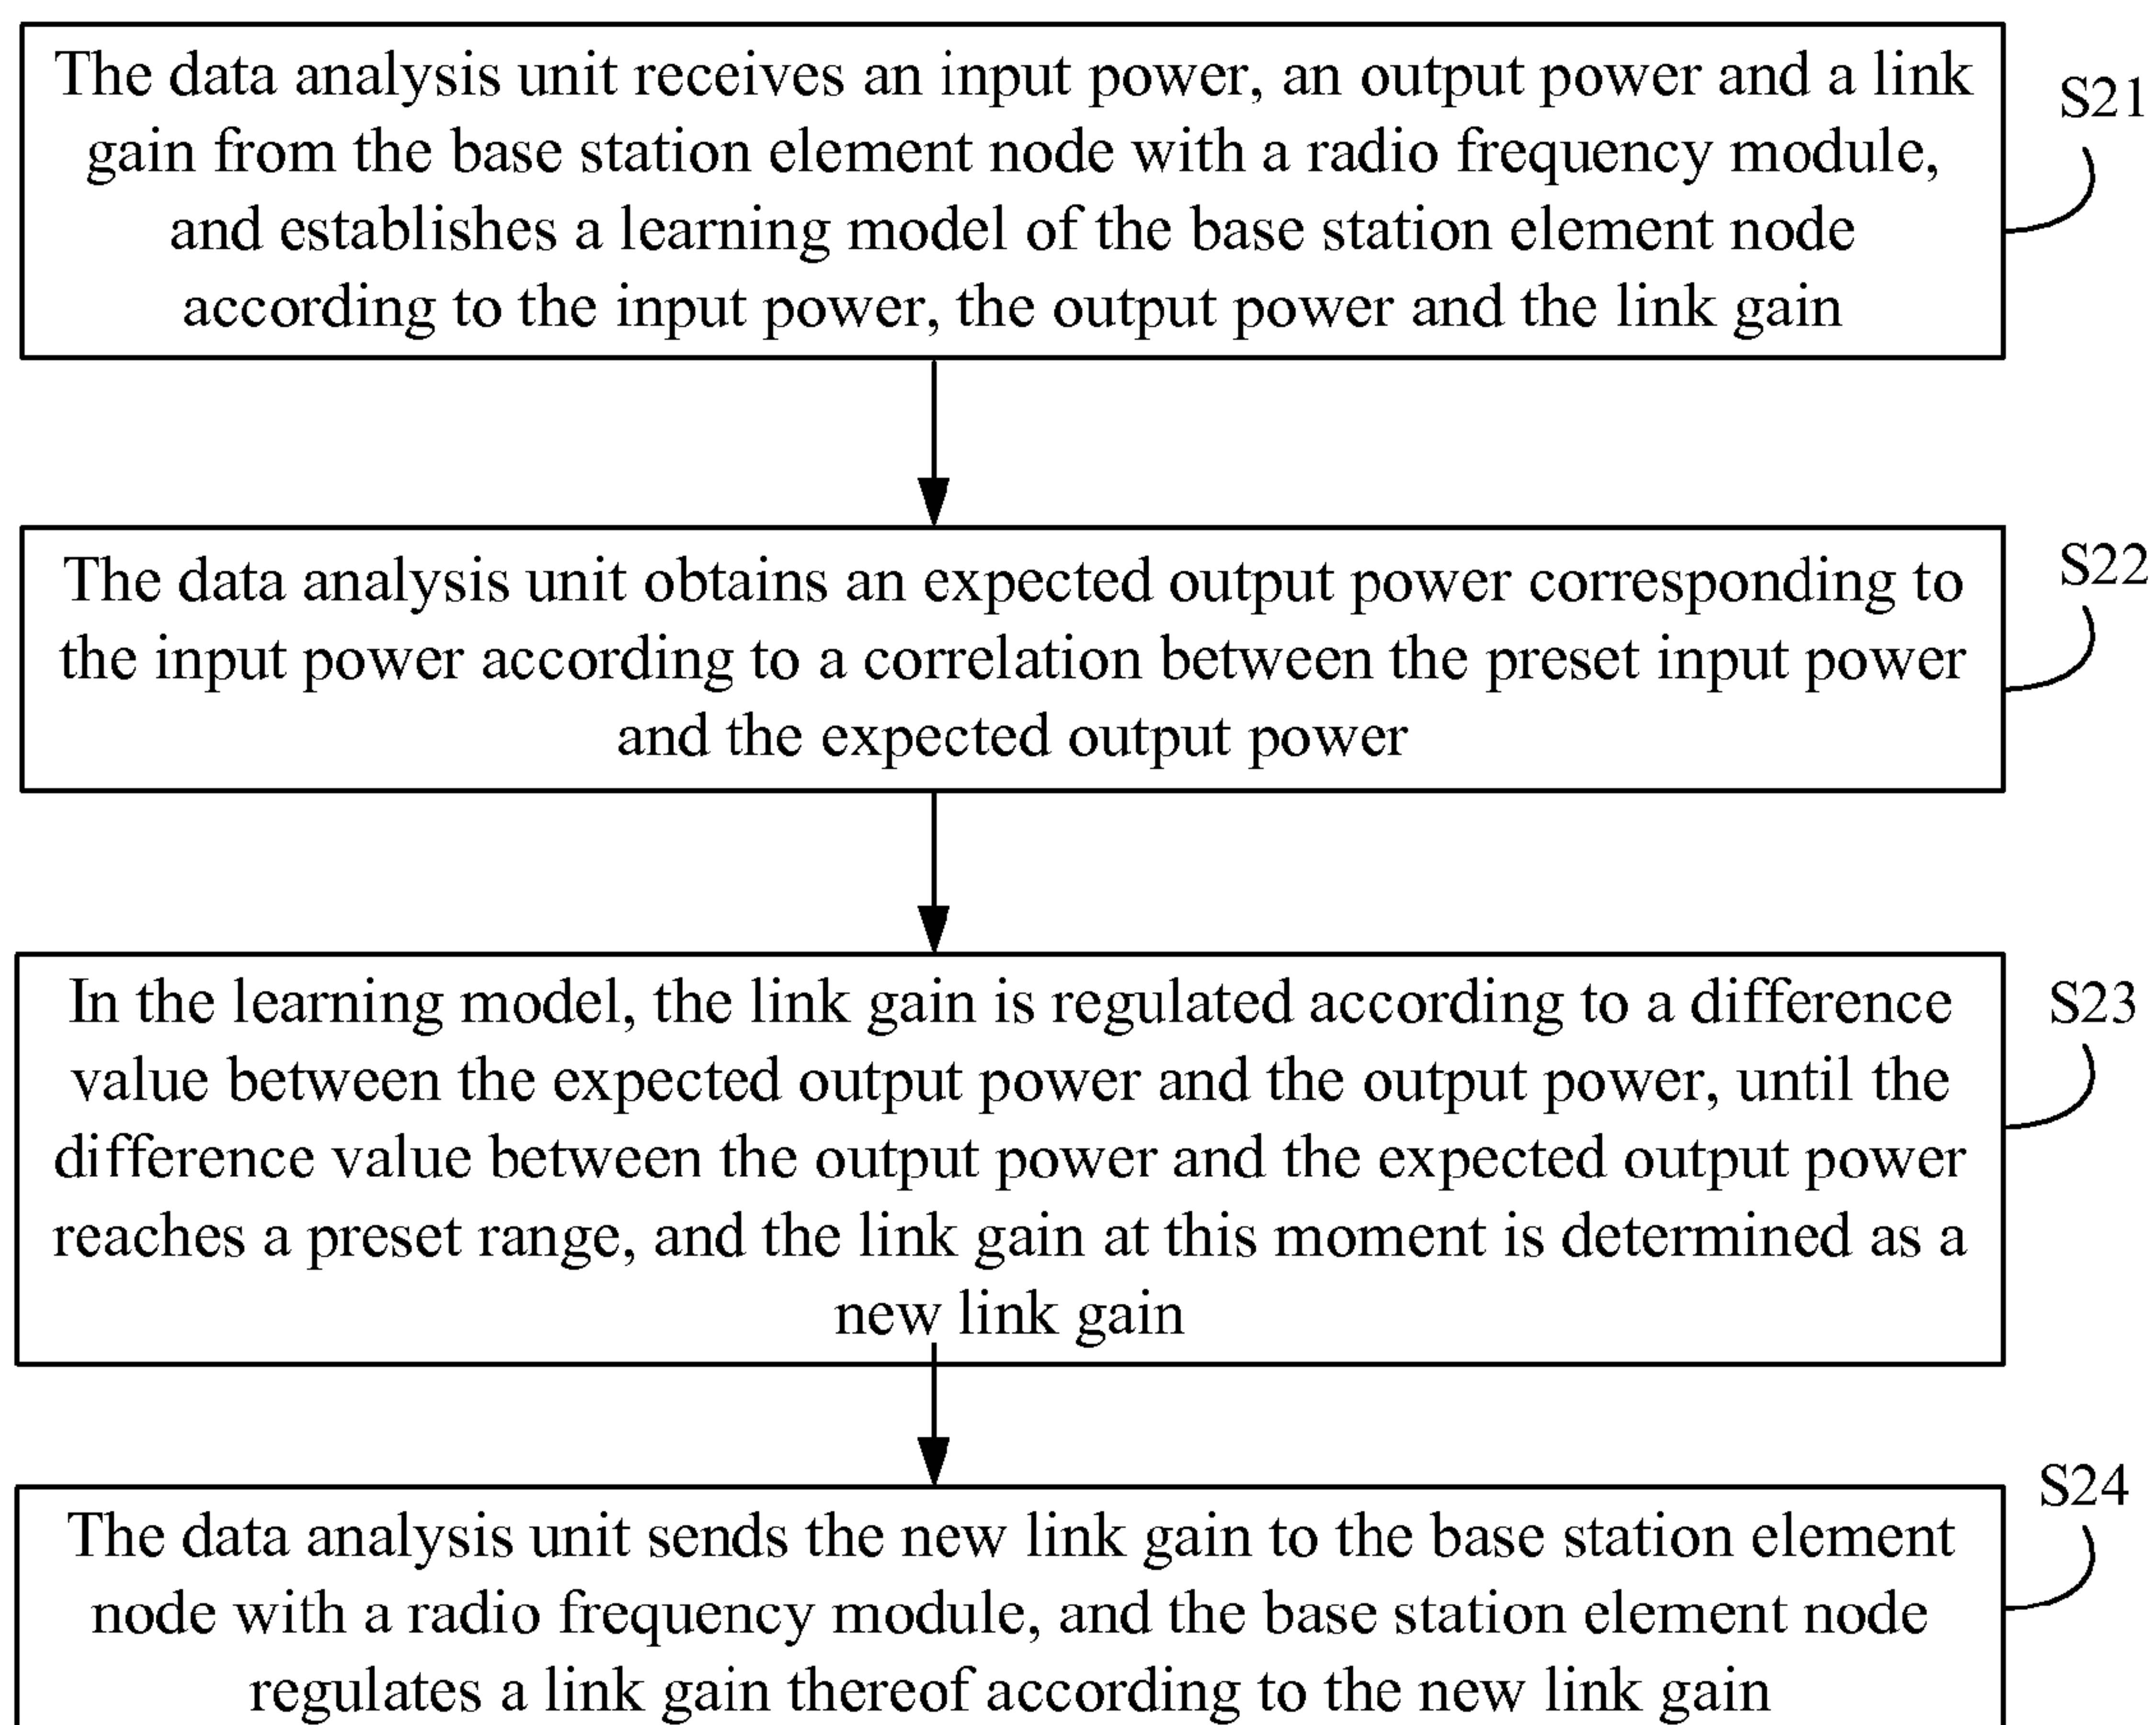 The data analysis unit receives an input power, an output power and a link
gain from the base station element node with a radio frequency module,
and establishes a learning model of the base station element node
according to the input power, the output power and the link gain
S21
The data analysis unit obtains an expected output power corresponding to
the input power according to a correlation between the preset input power
and the expected output power
S22
In the learning model, the link gain is regulated according to a difference
value between the expected output power and the output power, until the
difference value between the output power and the expected output power
reaches a preset range, and the link gain at this moment is determined as a
new link gain
S23
The data analysis unit sends the new link gain to the base station element
node with a radio frequency module, and the base station element node
regulates a link gain thereof according to the new link gain
S24